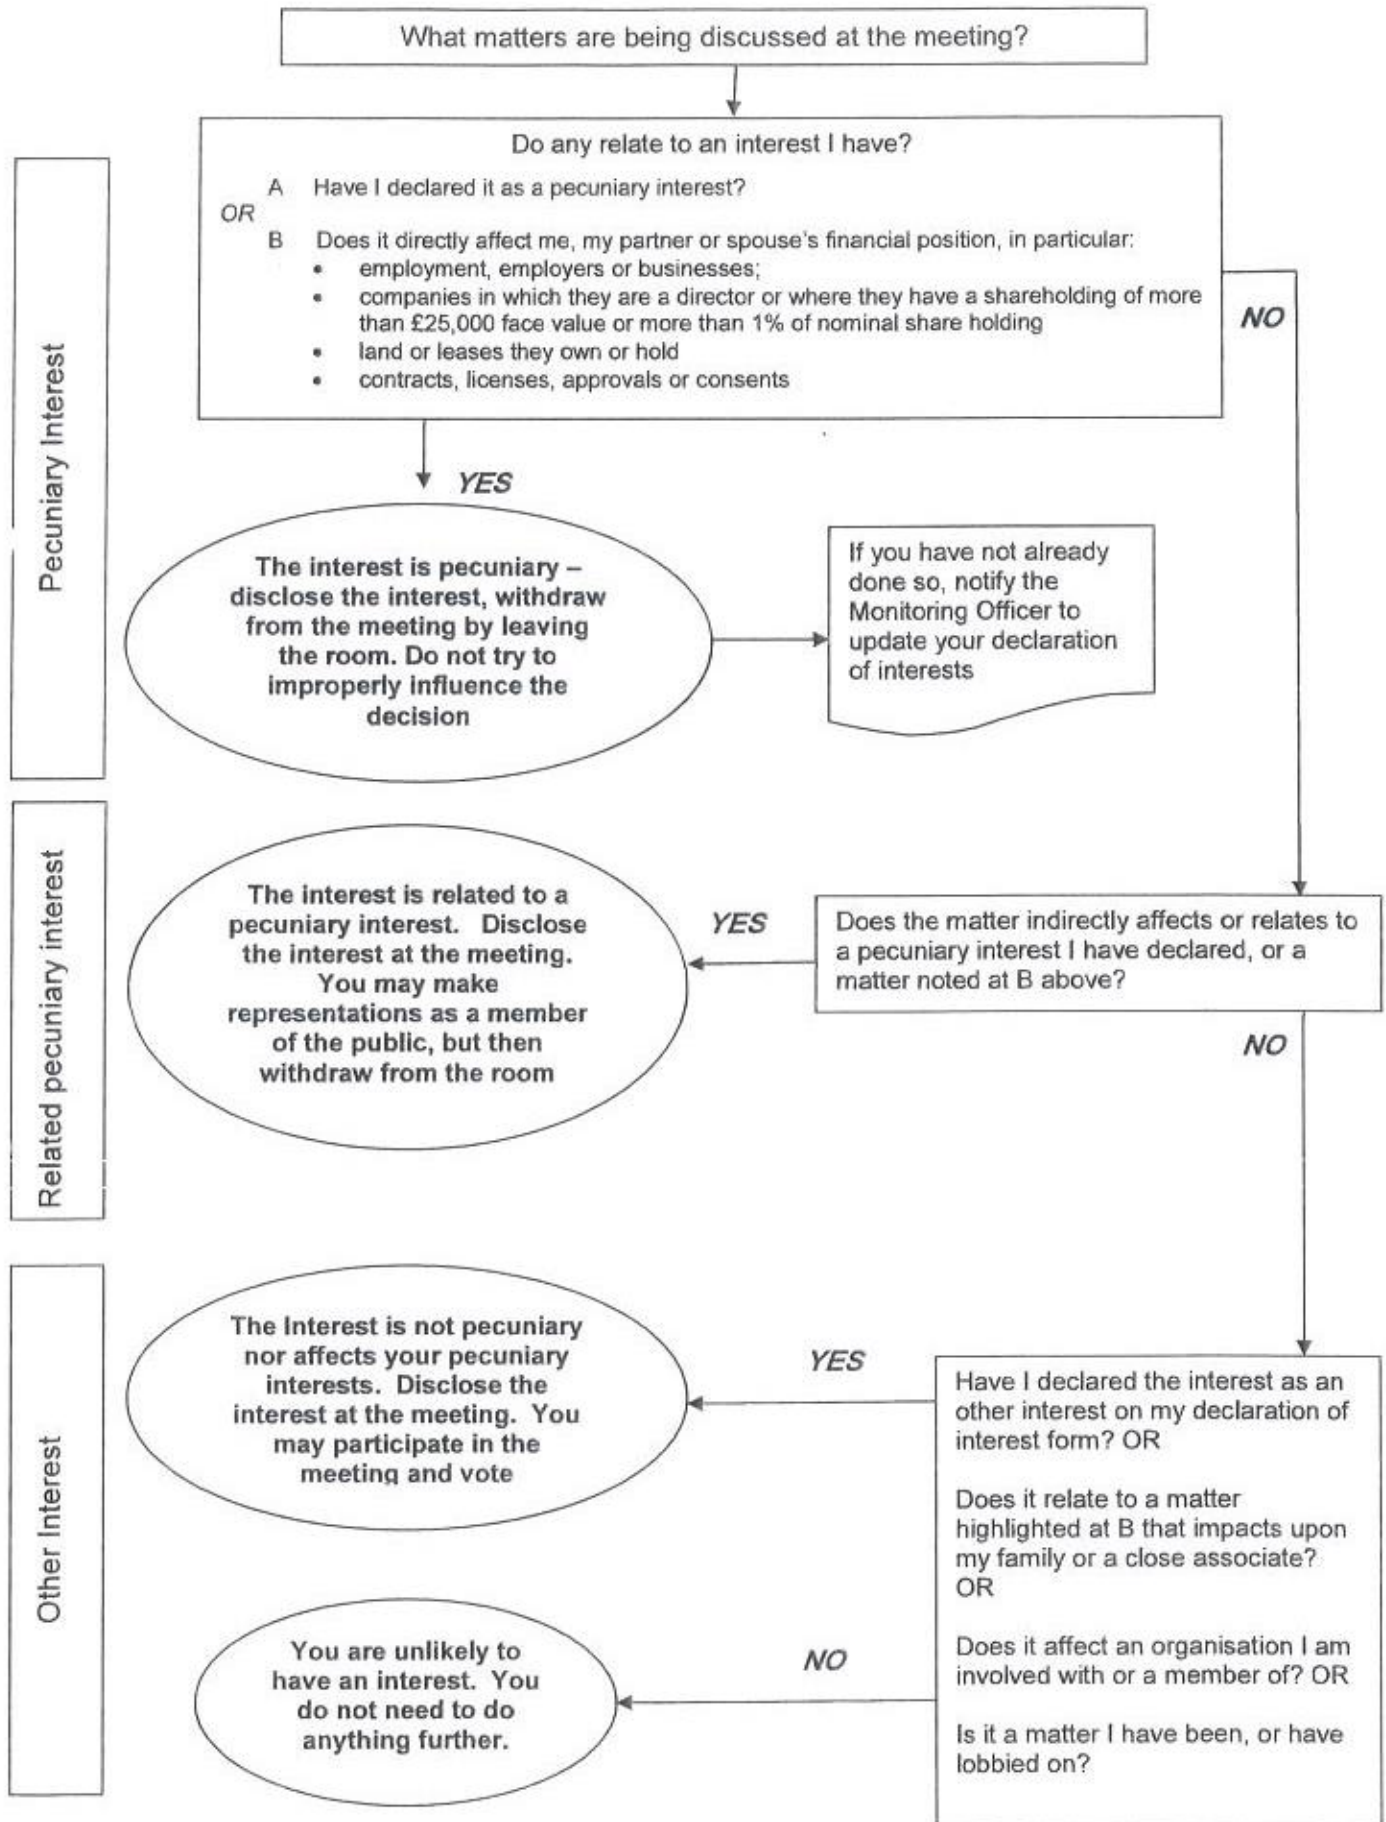 What matters are being discussed at the meeting?
Do any relate to an interest I have?
A Have I declared it as a pecuniary interest?
OR
B Does it directly affect me, my partner or spouse's financial position, in particular:
• employment, employers or businesses;
• companies in which they are a director or where they have a shareholding of more
than £25,000 face value or more than 1% of nominal share holding
• land or leases they own or hold
• contracts, licenses, approvals or consents
NO
Pecuniary Interest
YES
The interest is pecuniary –
disclose the interest, withdraw
from the meeting by leaving
the room. Do not try to
improperly influence the
decision
If you have not already
done so, notify the
Monitoring Officer to
update your declaration
of interests
Related pecuniary interest
The interest is related to a
pecuniary interest. Disclose
the interest at the meeting.
You may make
representations as a member
of the public, but then
withdraw from the room
YES
Does the matter indirectly affects or relates to
a pecuniary interest I have declared, or a
matter noted at B above?
NO
Other Interest
The Interest is not pecuniary
nor affects your pecuniary
interests. Disclose the
interest at the meeting. You
may participate in the
meeting and vote
YES
Have I declared the interest as an
other interest on my declaration of
interest form? OR
Does it relate to a matter
highlighted at B that impacts upon
my family or a close associate?
OR
Does it affect an organisation I am
involved with or a member of? OR
Is it a matter I have been, or have
lobbied on?
NO
You are unlikely to
have an interest. You
do not need to do
anything further.